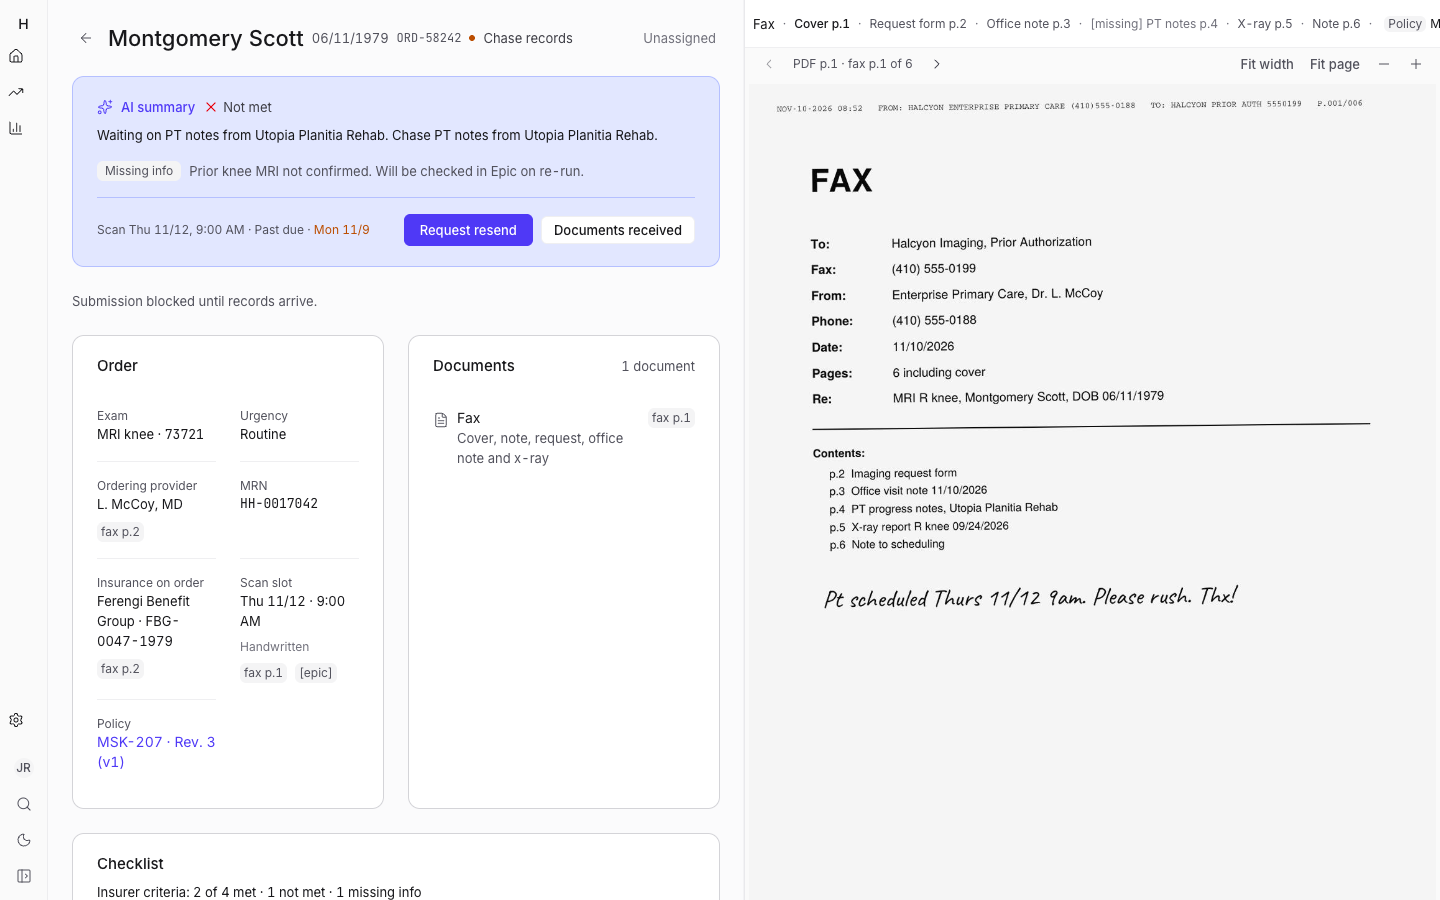 H
Montgomery Scott 06/11/1979 ORD-58242 Chase records Unassigned
AI summary Not met
Waiting on PT notes from Utopia Planitia Rehab. Chase PT notes from Utopia Planitia Rehab.
Missing info Prior knee MRI not confirmed. Will be checked in Epic on re-run.
Scan Thu 11/12, 9:00 AM · Past due · Mon 11/9 Request resend Documents received
Submission blocked until records arrive.
Order
Exam
MRI knee · 73721
Urgency
Routine
Ordering provider
L. McCoy, MD
fax p.2
MRN
HH-0017042
Insurance on order
Ferengi Benefit
Group · FBG-
0047-1979
fax p.2
Scan slot
Thu 11/12 · 9:00
AM
Handwritten
fax p.1 [epic]
Policy
MSK-207 · Rev. 3
(v1)
Documents 1 document
Fax fax p.1
Cover, note, request, office
note and x-ray
Checklist
Insurer criteria: 2 of 4 met · 1 not met · 1 missing info
JR
Fax · Cover p.1 · Request form p.2 · Office note p.3 · [missing] PT notes p.4 · X-ray p.5 · Note p.6 · Policy M
PDF p.1 · fax p.1 of 6 Fit width Fit page
NOV-10-2026 08:52 FROM: HALCYON ENTERPRISE PRIMARY CARE (410)555-0188 TO: HALCYON PRIOR AUTH 5550199 P.001/006
FAX
To: Halcyon Imaging, Prior Authorization
Fax: (410) 555-0199
From: Enterprise Primary Care, Dr. L. McCoy
Phone: (410) 555-0188
Date: 11/10/2026
Pages: 6 including cover
Re: MRI R knee, Montgomery Scott, DOB 06/11/1979
Contents:
p.2 Imaging request form
p.3 Office visit note 11/10/2026
p.4 PT progress notes, Utopia Planitia Rehab
p.5 X-ray report R knee 09/24/2026
p.6 Note to scheduling
Pt scheduled Thurs 11/12 9am. Please rush. Thx!